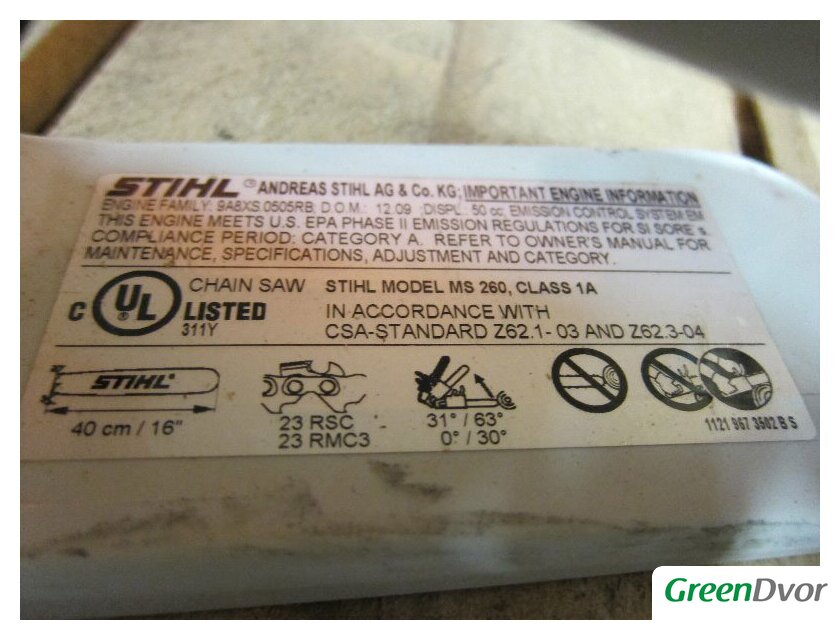 STIHL ® ANDREAS STIHL AG & Co. KG; IMPORTANT ENGINE INFORMATION
ENGINE FAMILY: 9A8XS.0505RB; D.O.M.: 12.09 ;DISPL. 50 cc; EMISSION CONTROL SYSTEM:EM
THIS ENGINE MEETS U.S. EPA PHASE II EMISSION REGULATIONS FOR SI SORE s.
COMPLIANCE PERIOD: CATEGORY A. REFER TO OWNER'S MANUAL FOR
MAINTENANCE, SPECIFICATIONS, ADJUSTMENT AND CATEGORY.
CHAIN SAW STIHL MODEL MS 260, CLASS 1A
C UL ® LISTED IN ACCORDANCE WITH
311Y CSA-STANDARD Z62.1- 03 AND Z62.3-04
STIHL®
40 cm / 16"
23 RSC
23 RMC3
31° / 63°
0° / 30°
1121 967 3502 B S
GreenDvor